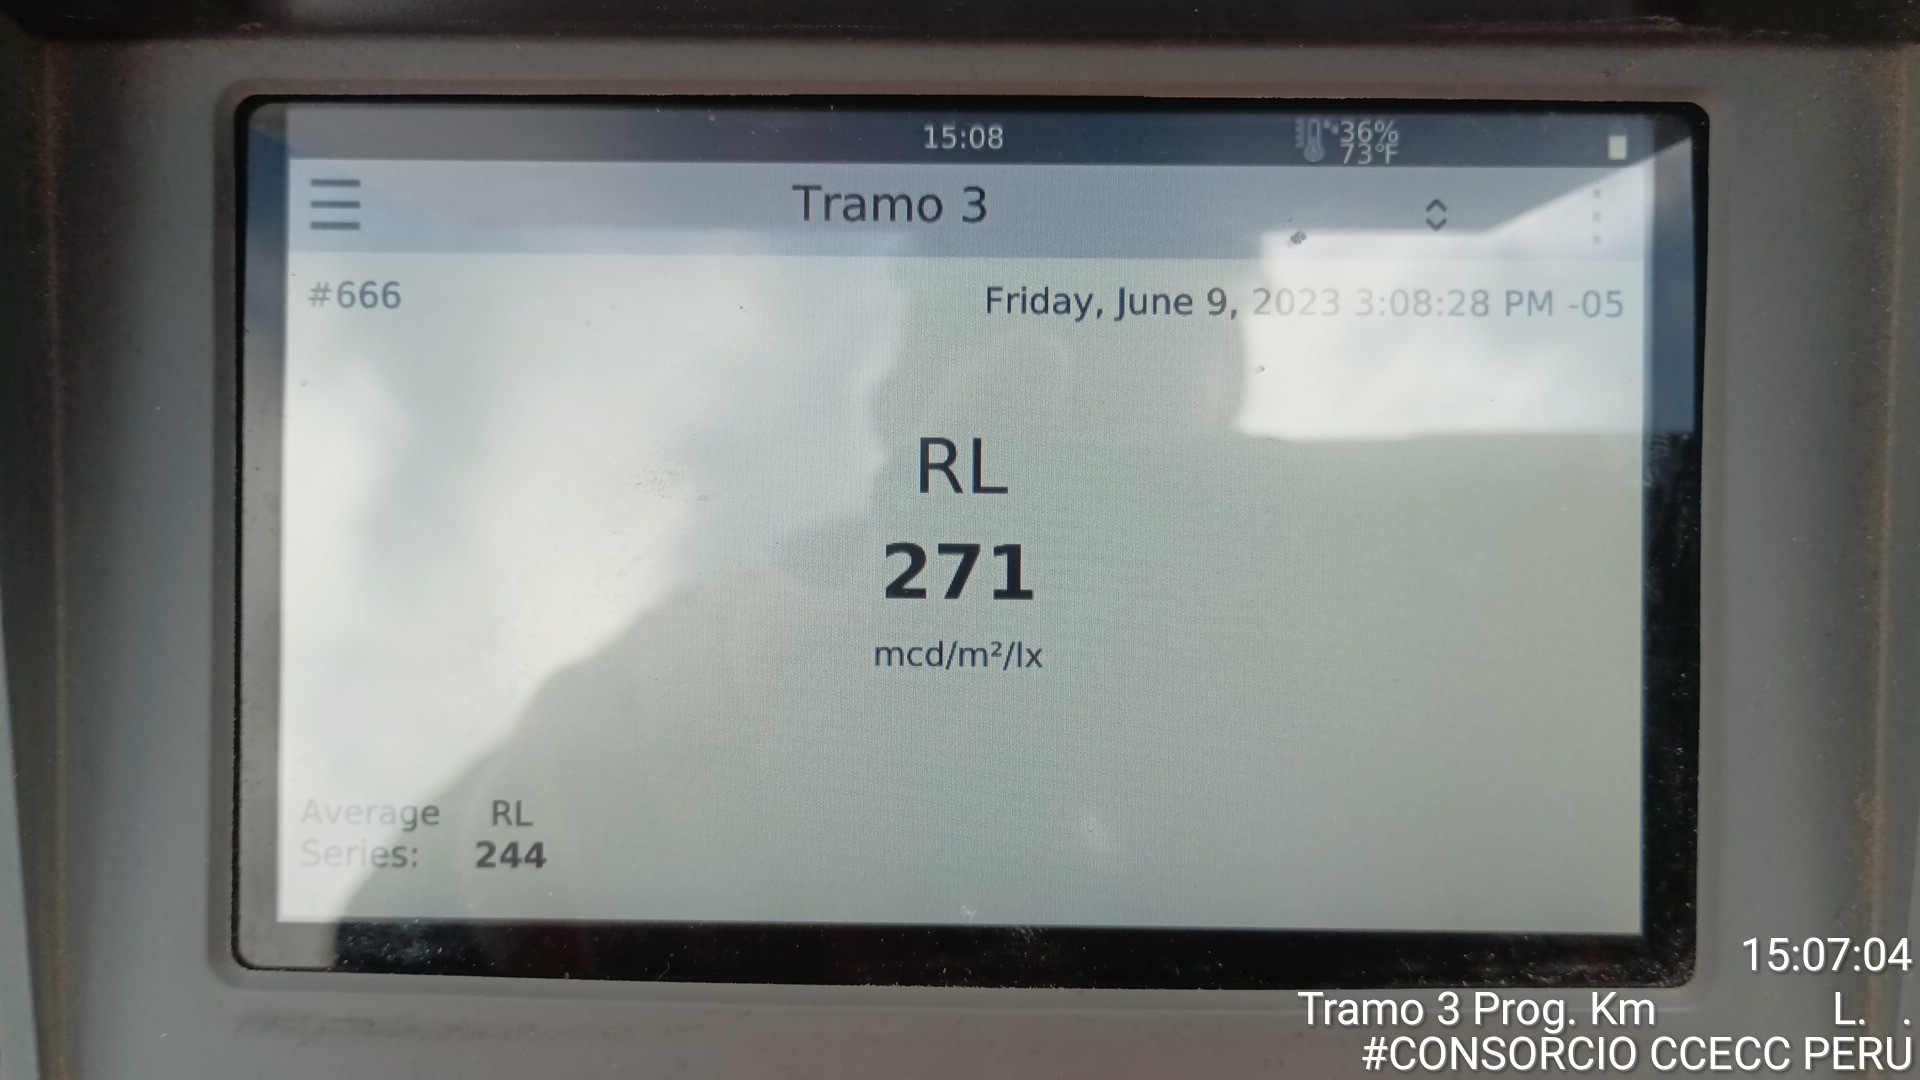 15:08
36%
73°F
Tramo 3
#666
Friday, June 9, 2023 3:08:28 PM -05
RL
271
mcd/m²/lx
Average RL
Series: 244
15:07:04
Tramo 3 Prog. Km L. .
#CONSORCIO CCECC PERU